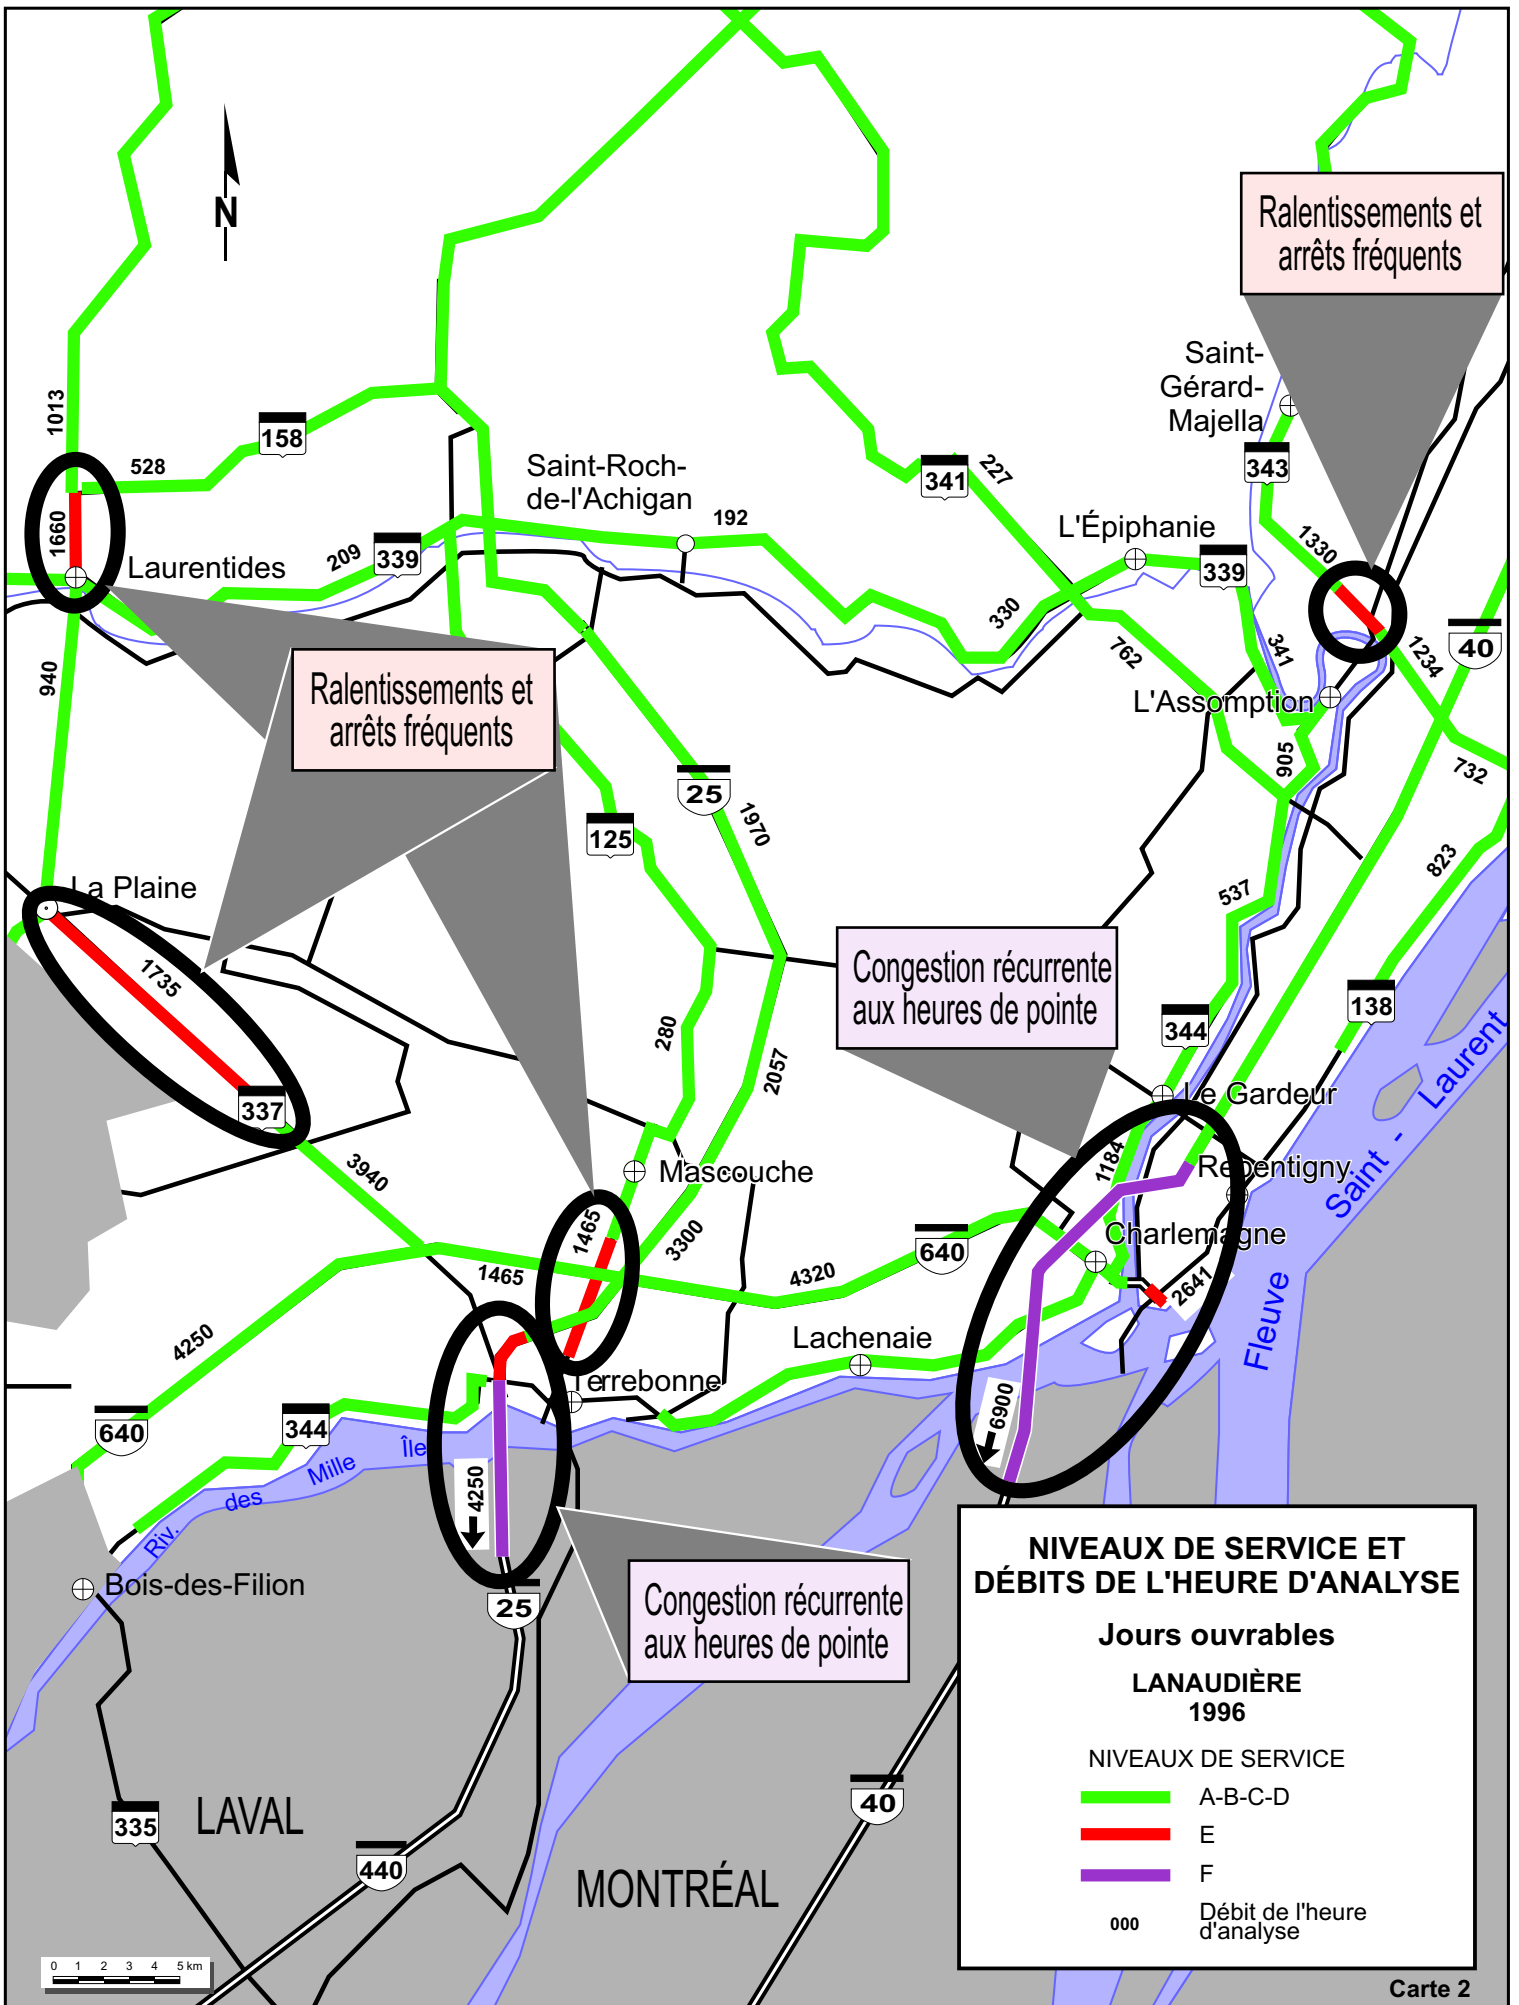 N
Ralentissements et
arrêts fréquents
Saint-
Gérard-
Majella
1013
158
528
343
Saint-Roch-
de-l'Achigan
341
227
1660
192
L'Épiphanie
1330
209
339
Laurentides
339
330
341
762
1234
40
940
L'Assomption
Ralentissements et
arrêts fréquents
905
732
25
1970
125
823
La Plaine
537
1735
Congestion récurrente
aux heures de pointe
138
280
344
2057
337
Le Gardeur
Laurent
Saint -
Fleuve
3940
1184
Mascouche
Repentigny
1465
3300
640
Charlemagne
1465
4320
2641
4250
Lachenaie
Terrebonne
6900
640
344
Île
Mille
des
Riv.
4250
Bois-des-Filion
25
Congestion récurrente
aux heures de pointe
NIVEAUX DE SERVICE ET
DÉBITS DE L'HEURE D'ANALYSE
Jours ouvrables
LANAUDIÈRE
1996
NIVEAUX DE SERVICE
A-B-C-D
E
F
000
Débit de l'heure
d'analyse
335
LAVAL
440
40
MONTRÉAL
0 1 2 3 4 5 km
Carte 2